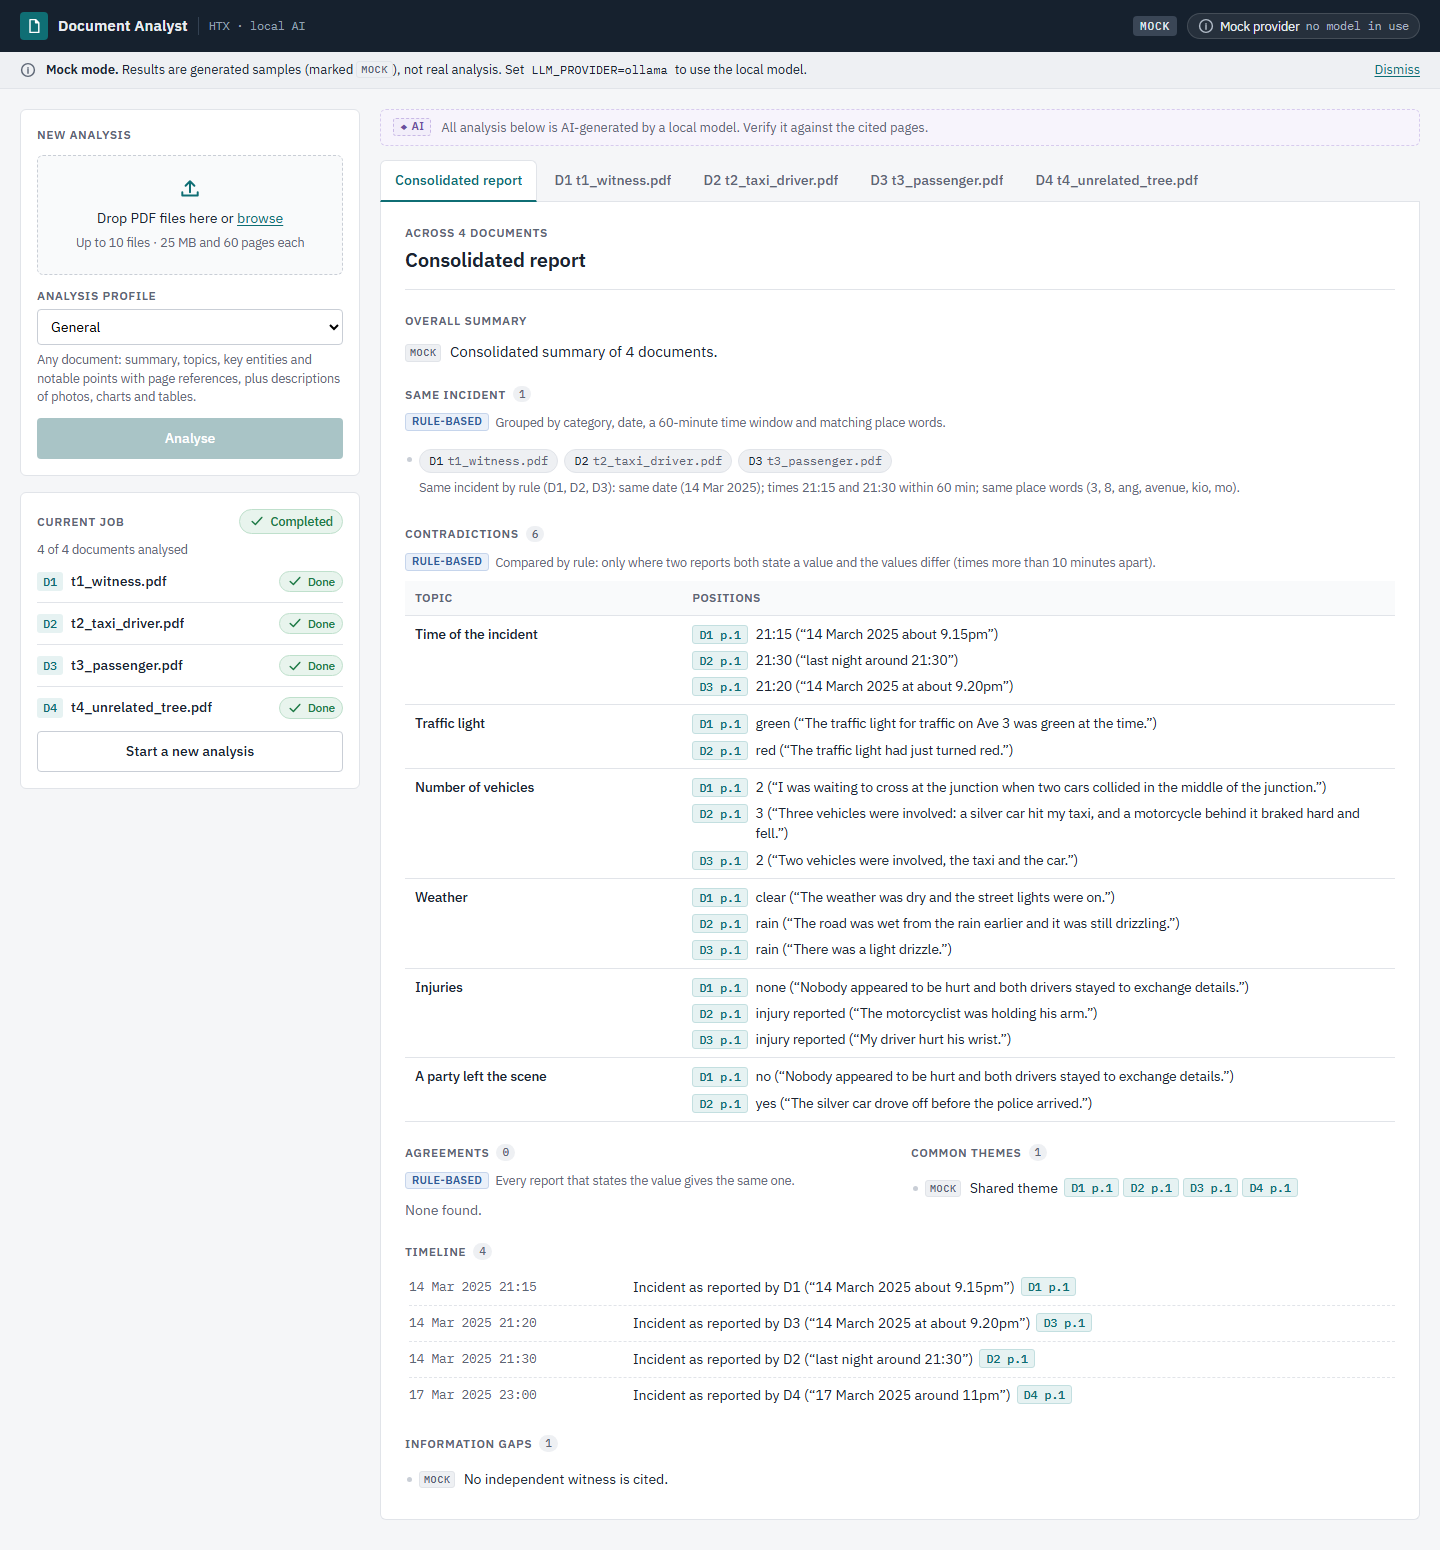 Document Analyst HTX · local AI
MOCK Mock provider no model in use
Mock mode. Results are generated samples (marked MOCK), not real analysis. Set LLM_PROVIDER=ollama to use the local model.
Dismiss
NEW ANALYSIS
Drop PDF files here or browse
Up to 10 files · 25 MB and 60 pages each
ANALYSIS PROFILE
General
Any document: summary, topics, key entities and
notable points with page references, plus descriptions
of photos, charts and tables.
Analyse
CURRENT JOB
Completed
4 of 4 documents analysed
D1 t1_witness.pdf Done
D2 t2_taxi_driver.pdf Done
D3 t3_passenger.pdf Done
D4 t4_unrelated_tree.pdf Done
Start a new analysis
◆ AI All analysis below is AI-generated by a local model. Verify it against the cited pages.
Consolidated report D1 t1_witness.pdf D2 t2_taxi_driver.pdf D3 t3_passenger.pdf D4 t4_unrelated_tree.pdf
ACROSS 4 DOCUMENTS
Consolidated report
OVERALL SUMMARY
MOCK Consolidated summary of 4 documents.
SAME INCIDENT 1
RULE-BASED Grouped by category, date, a 60-minute time window and matching place words.
D1 t1_witness.pdf D2 t2_taxi_driver.pdf D3 t3_passenger.pdf
Same incident by rule (D1, D2, D3): same date (14 Mar 2025); times 21:15 and 21:30 within 60 min; same place words (3, 8, ang, avenue, kio, mo).
CONTRADICTIONS 6
RULE-BASED Compared by rule: only where two reports both state a value and the values differ (times more than 10 minutes apart).
TOPIC POSITIONS
Time of the incident
D1 p.1 21:15 (“14 March 2025 about 9.15pm”)
D2 p.1 21:30 (“last night around 21:30”)
D3 p.1 21:20 (“14 March 2025 at about 9.20pm”)
Traffic light
D1 p.1 green (“The traffic light for traffic on Ave 3 was green at the time.”)
D2 p.1 red (“The traffic light had just turned red.”)
Number of vehicles
D1 p.1 2 (“I was waiting to cross at the junction when two cars collided in the middle of the junction.”)
D2 p.1 3 (“Three vehicles were involved: a silver car hit my taxi, and a motorcycle behind it braked hard and
fell.”)
D3 p.1 2 (“Two vehicles were involved, the taxi and the car.”)
Weather
D1 p.1 clear (“The weather was dry and the street lights were on.”)
D2 p.1 rain (“The road was wet from the rain earlier and it was still drizzling.”)
D3 p.1 rain (“There was a light drizzle.”)
Injuries
D1 p.1 none (“Nobody appeared to be hurt and both drivers stayed to exchange details.”)
D2 p.1 injury reported (“The motorcyclist was holding his arm.”)
D3 p.1 injury reported (“My driver hurt his wrist.”)
A party left the scene
D1 p.1 no (“Nobody appeared to be hurt and both drivers stayed to exchange details.”)
D2 p.1 yes (“The silver car drove off before the police arrived.”)
AGREEMENTS 0
RULE-BASED Every report that states the value gives the same one.
None found.
COMMON THEMES 1
MOCK Shared theme D1 p.1 D2 p.1 D3 p.1 D4 p.1
TIMELINE 4
14 Mar 2025 21:15 Incident as reported by D1 (“14 March 2025 about 9.15pm”) D1 p.1
14 Mar 2025 21:20 Incident as reported by D3 (“14 March 2025 at about 9.20pm”) D3 p.1
14 Mar 2025 21:30 Incident as reported by D2 (“last night around 21:30”) D2 p.1
17 Mar 2025 23:00 Incident as reported by D4 (“17 March 2025 around 11pm”) D4 p.1
INFORMATION GAPS 1
MOCK No independent witness is cited.